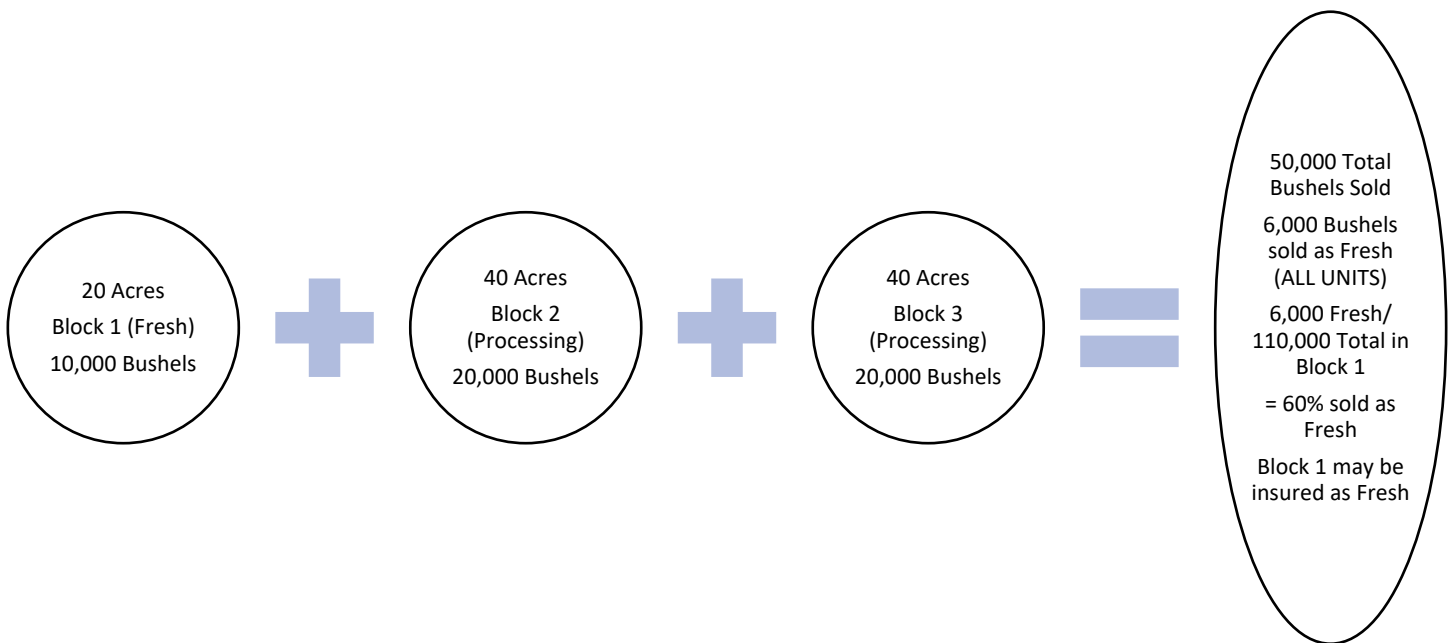 20 Acres
Block 1 (Fresh)
10,000 Bushels
40 Acres
Block 2
(Processing)
20,000 Bushels
40 Acres
Block 3
(Processing)
20,000 Bushels
50,000 Total
Bushels Sold
6,000 Bushels
sold as Fresh
(ALL UNITS)
6,000 Fresh/
110,000 Total in
Block 1
= 60% sold as
Fresh
Block 1 may be
insured as Fresh